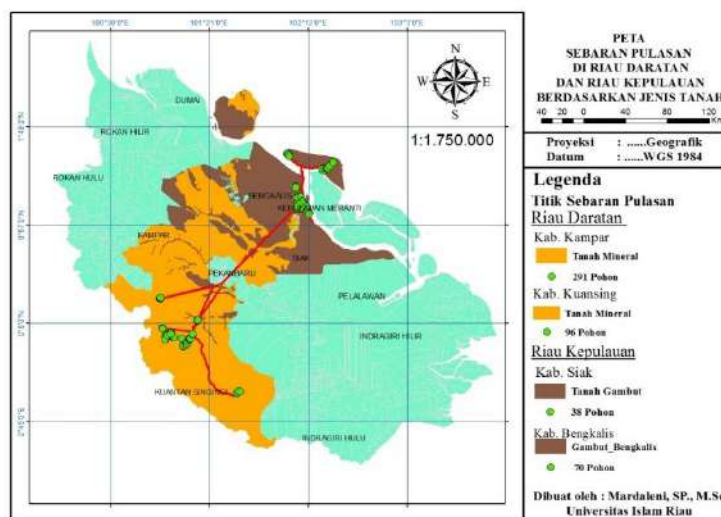 PETA
SEBARAN PULASAN
DI RIAU DARATAN
DAN RIAU KEPULAUAN
BERDASARKAN JENIS TANAH
40 20 0 40 80 120
Proyeksi : ......Geografik
Datum : ......WGS 1984
Legenda
Titik Sebaran Pulasan
Riau Daratan
Kab. Kampar
Tanah Mineral
291 Pohon
Kab. Kuansing
Tanah Mineral
96 Pohon
Riau Kepulauan
Kab. Siak
Tanah Gambut
38 Pohon
Kab. Bengkalis
Gambut_Bengkalis
70 Pohon
Dibuat oleh : Mardaleni, SP., M.Sc
Universitas Islam Riau
N
W E
S
1:1.750.000
DUMAI
ROKAN HILIR
ROKAN HULU
BENGKALIS
KEPULAUAN MERANTI
KAMPAR
SIAK
PEKANBARU
PELALAWAN
INDRAGIRI HILIR
KUANTAN SINGINGI
INDRAGIRI HULU